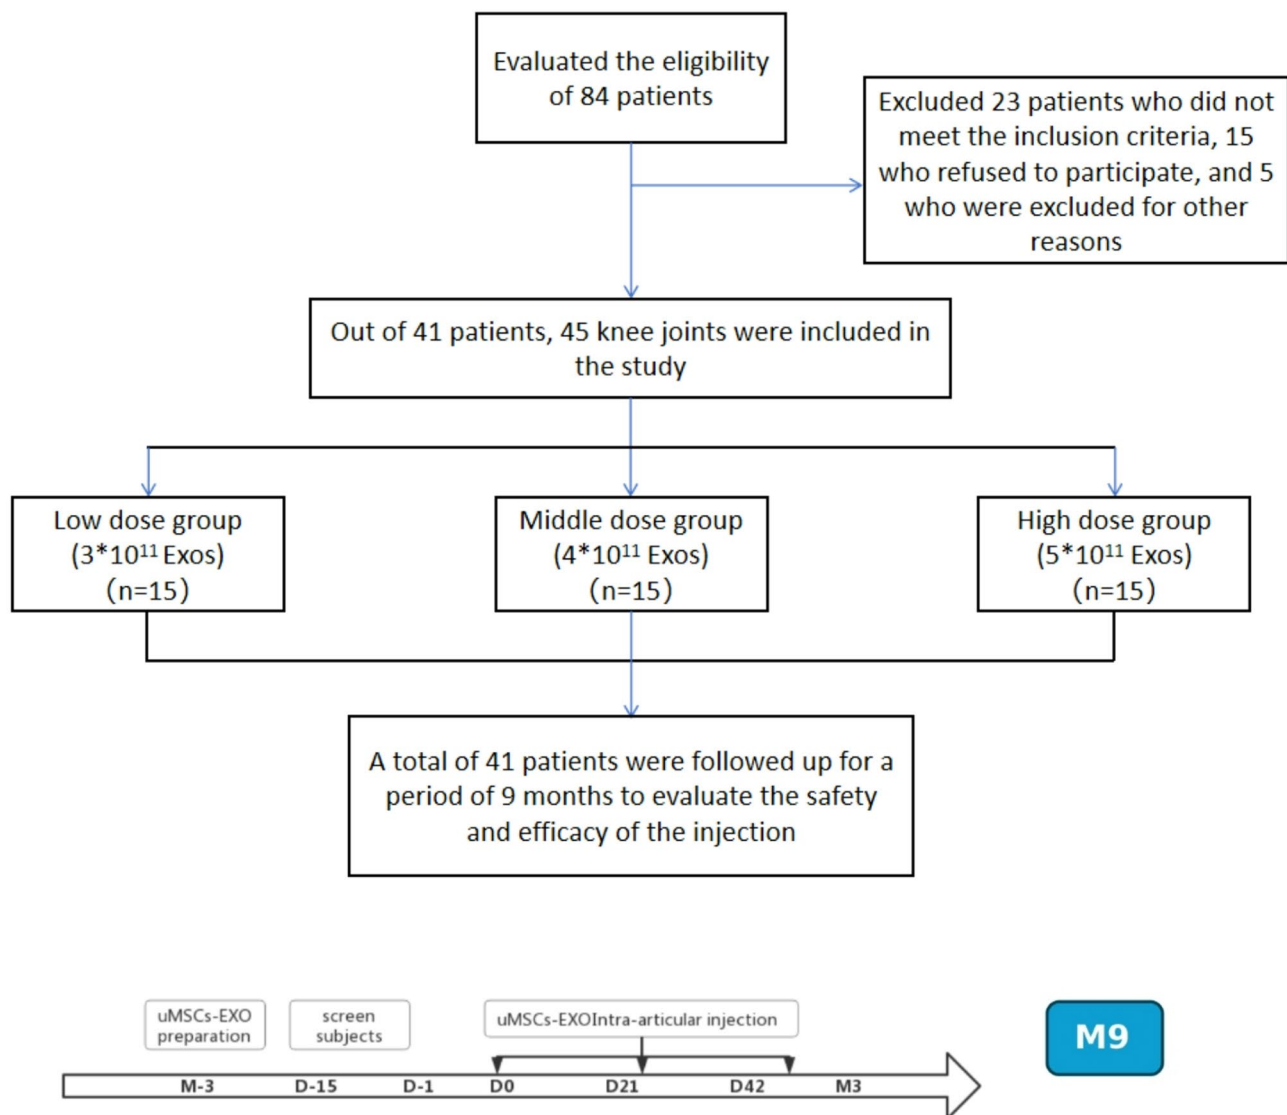 Evaluated the eligibility
of 84 patients
Excluded 23 patients who did not
meet the inclusion criteria, 15
who refused to participate, and 5
who were excluded for other
reasons
Out of 41 patients, 45 knee joints were included in
the study
Low dose group
(3*10¹¹ Exos)
(n=15)
Middle dose group
(4*10¹¹ Exos)
(n=15)
High dose group
(5*10¹¹ Exos)
(n=15)
A total of 41 patients were followed up for a
period of 9 months to evaluate the safety
and efficacy of the injection
uMSCs-EXO
preparation
screen
subjects
uMSCs-EXOIntra-articular injection
M9
M-3 D-15 D-1 D0 D21 D42 M3